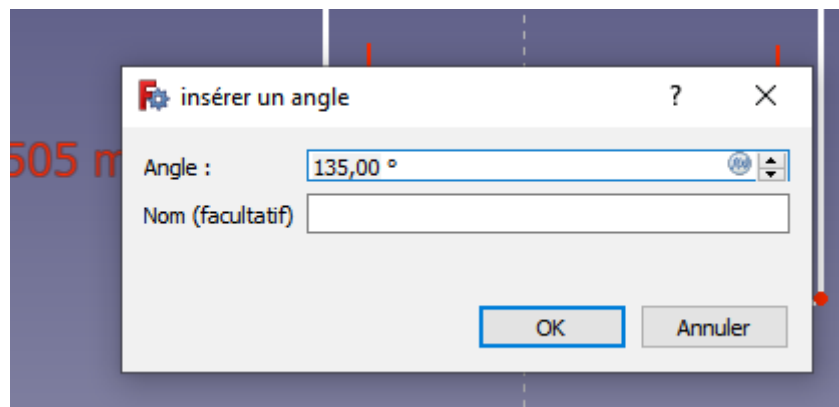 insérer un angle ?
505 m
Angle : 135,00 °
Nom (facultatif)
OK Annuler